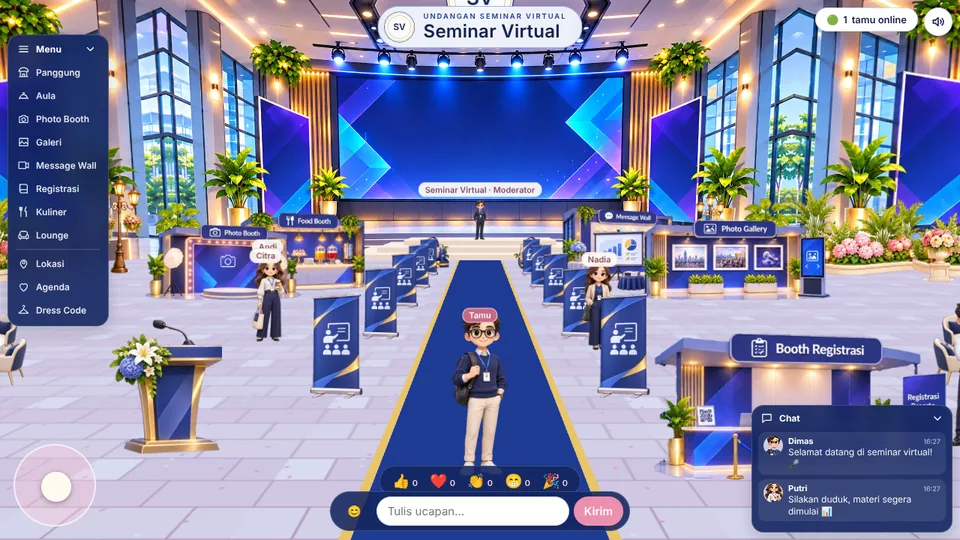 SV
SV
UNDANGAN SEMINAR VIRTUAL
Seminar Virtual
1 tamu online
Menu
Panggung
Aula
Photo Booth
Galeri
Message Wall
Registrasi
Kuliner
Lounge
Lokasi
Agenda
Dress Code
Seminar Virtual · Moderator
Food Booth
Photo Booth
Message Wall
Photo Gallery
Andi
Citra
Nadia
Tamu
Booth Registrasi
Registrasi
Chat
Dimas 16:27
Selamat datang di seminar virtual! 🎤
Putri 16:27
Silakan duduk, materi segera
dimulai 📊
👍 0 ❤️ 0 👏 0 😁 0 🎉 0
😊 Tulis ucapan... Kirim